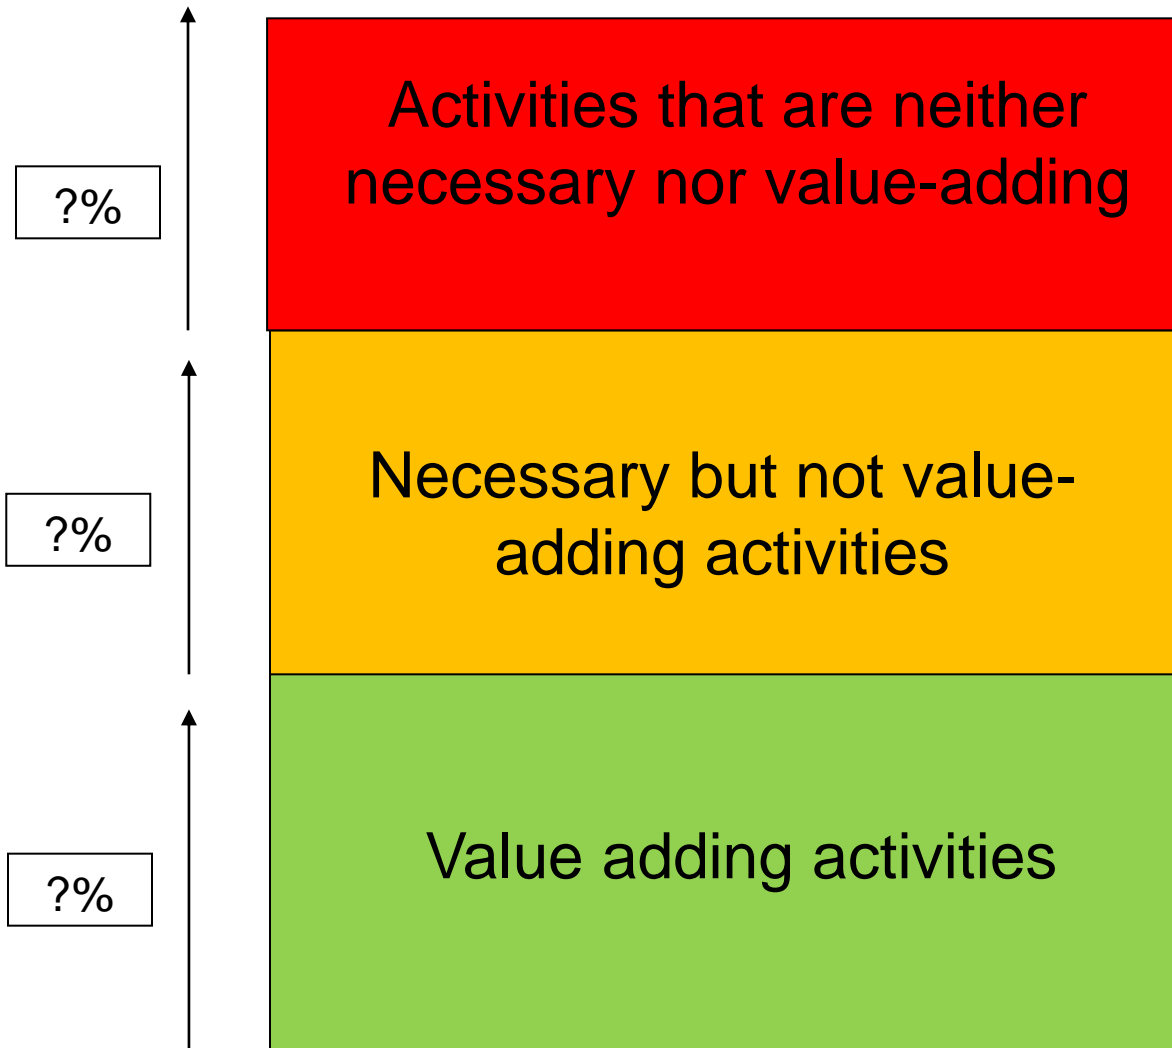 Activities that are neither
necessary nor value-adding
?%
Necessary but not value-
adding activities
?%
Value adding activities
?%